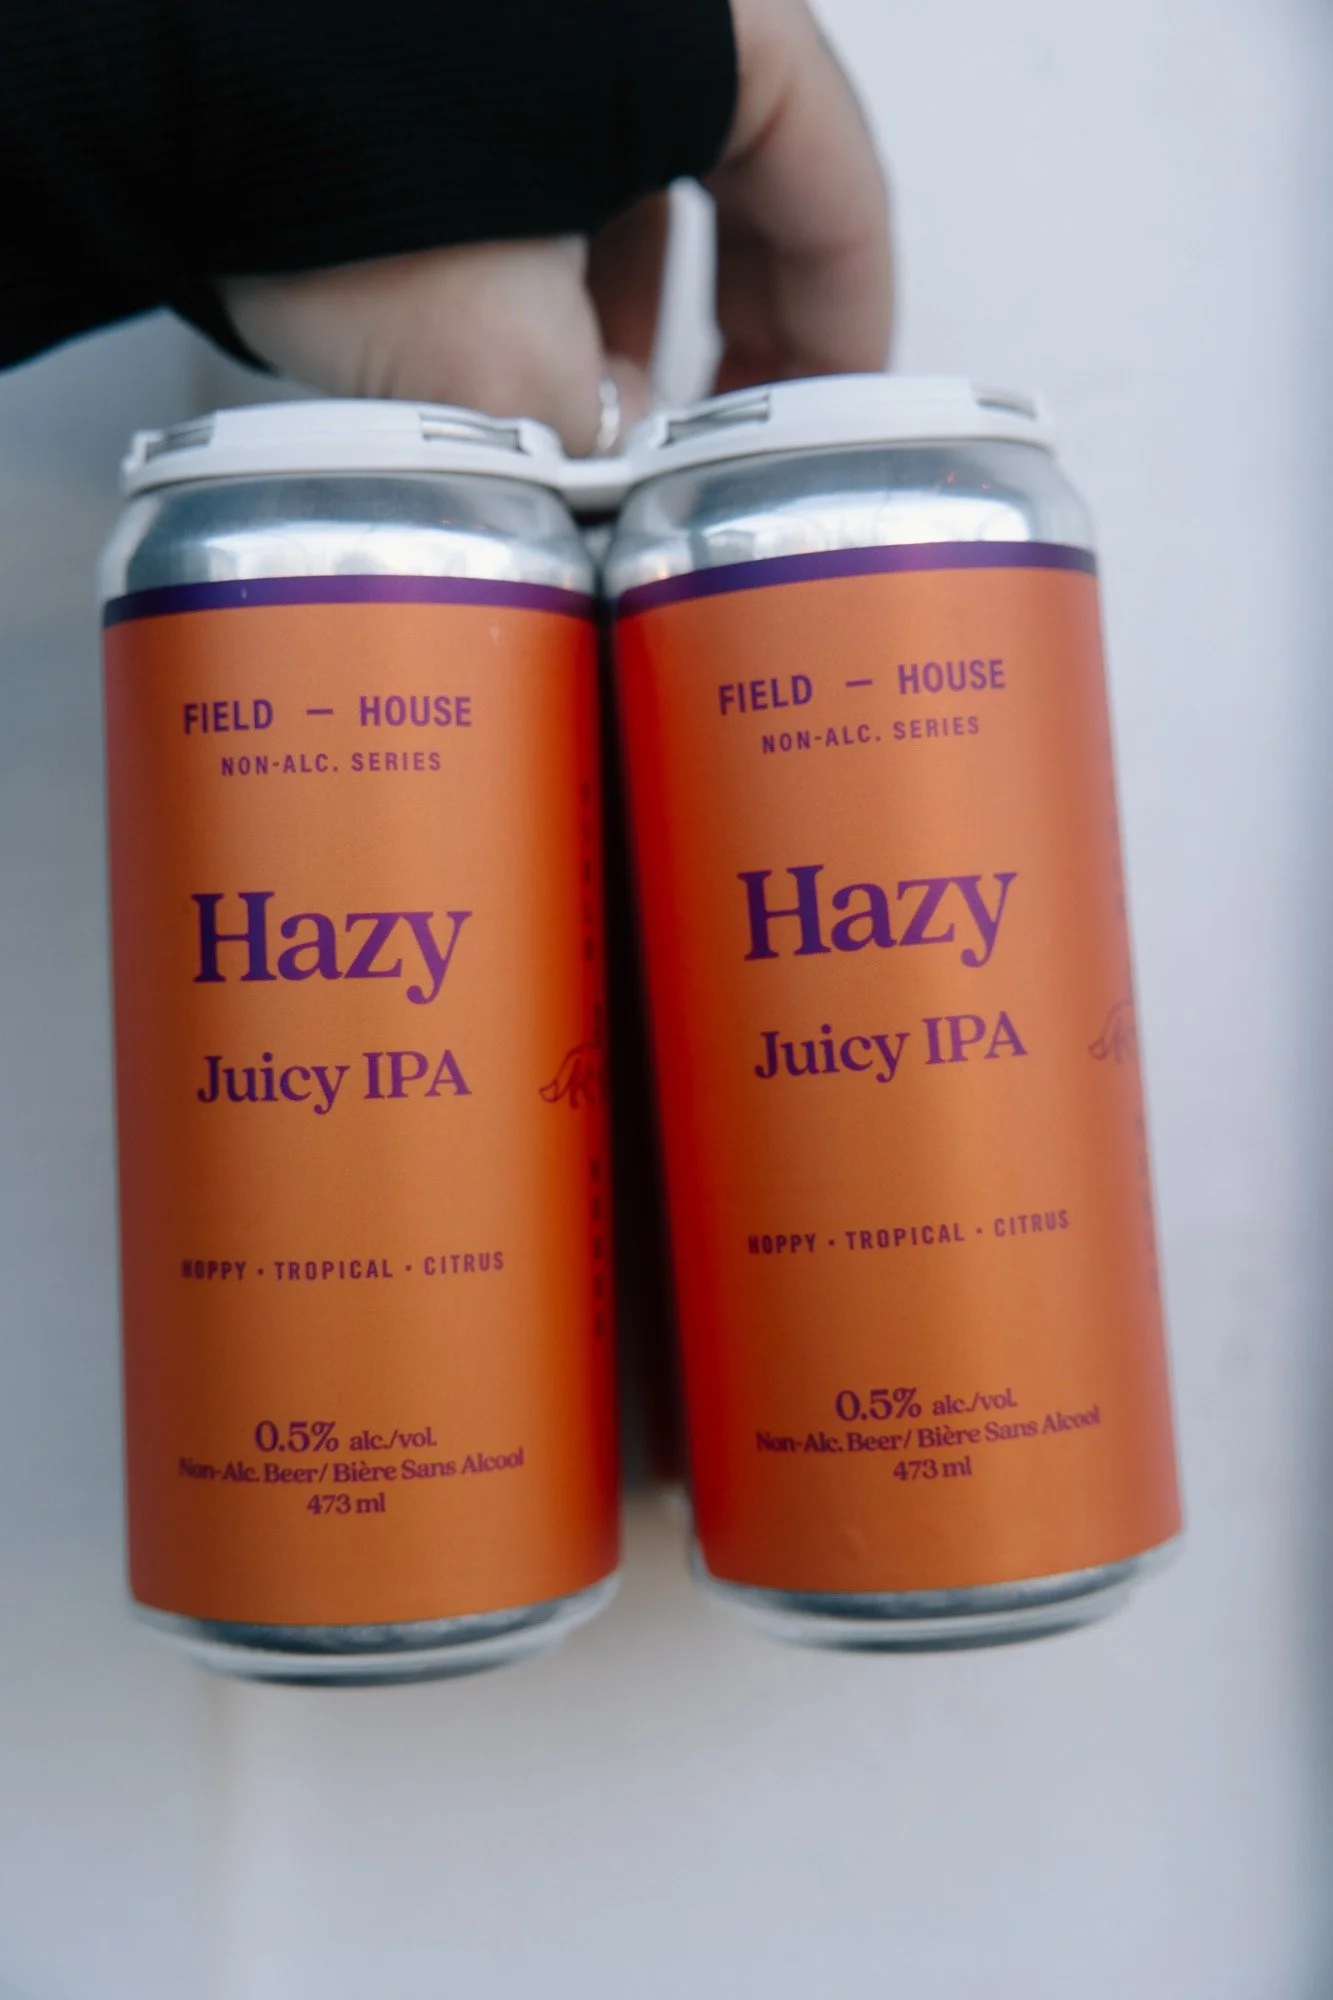 FIELD — HOUSE
NON-ALC. SERIES
Hazy
Juicy IPA
HOPPY · TROPICAL · CITRUS
0.5% alc./vol.
Non-Alc. Beer/ Bière Sans Alcool
473 ml
FIELD — HOUSE
NON-ALC. SERIES
Hazy
Juicy IPA
HOPPY · TROPICAL · CITRUS
0.5% alc./vol.
Non-Alc. Beer/ Bière Sans Alcool
473 ml